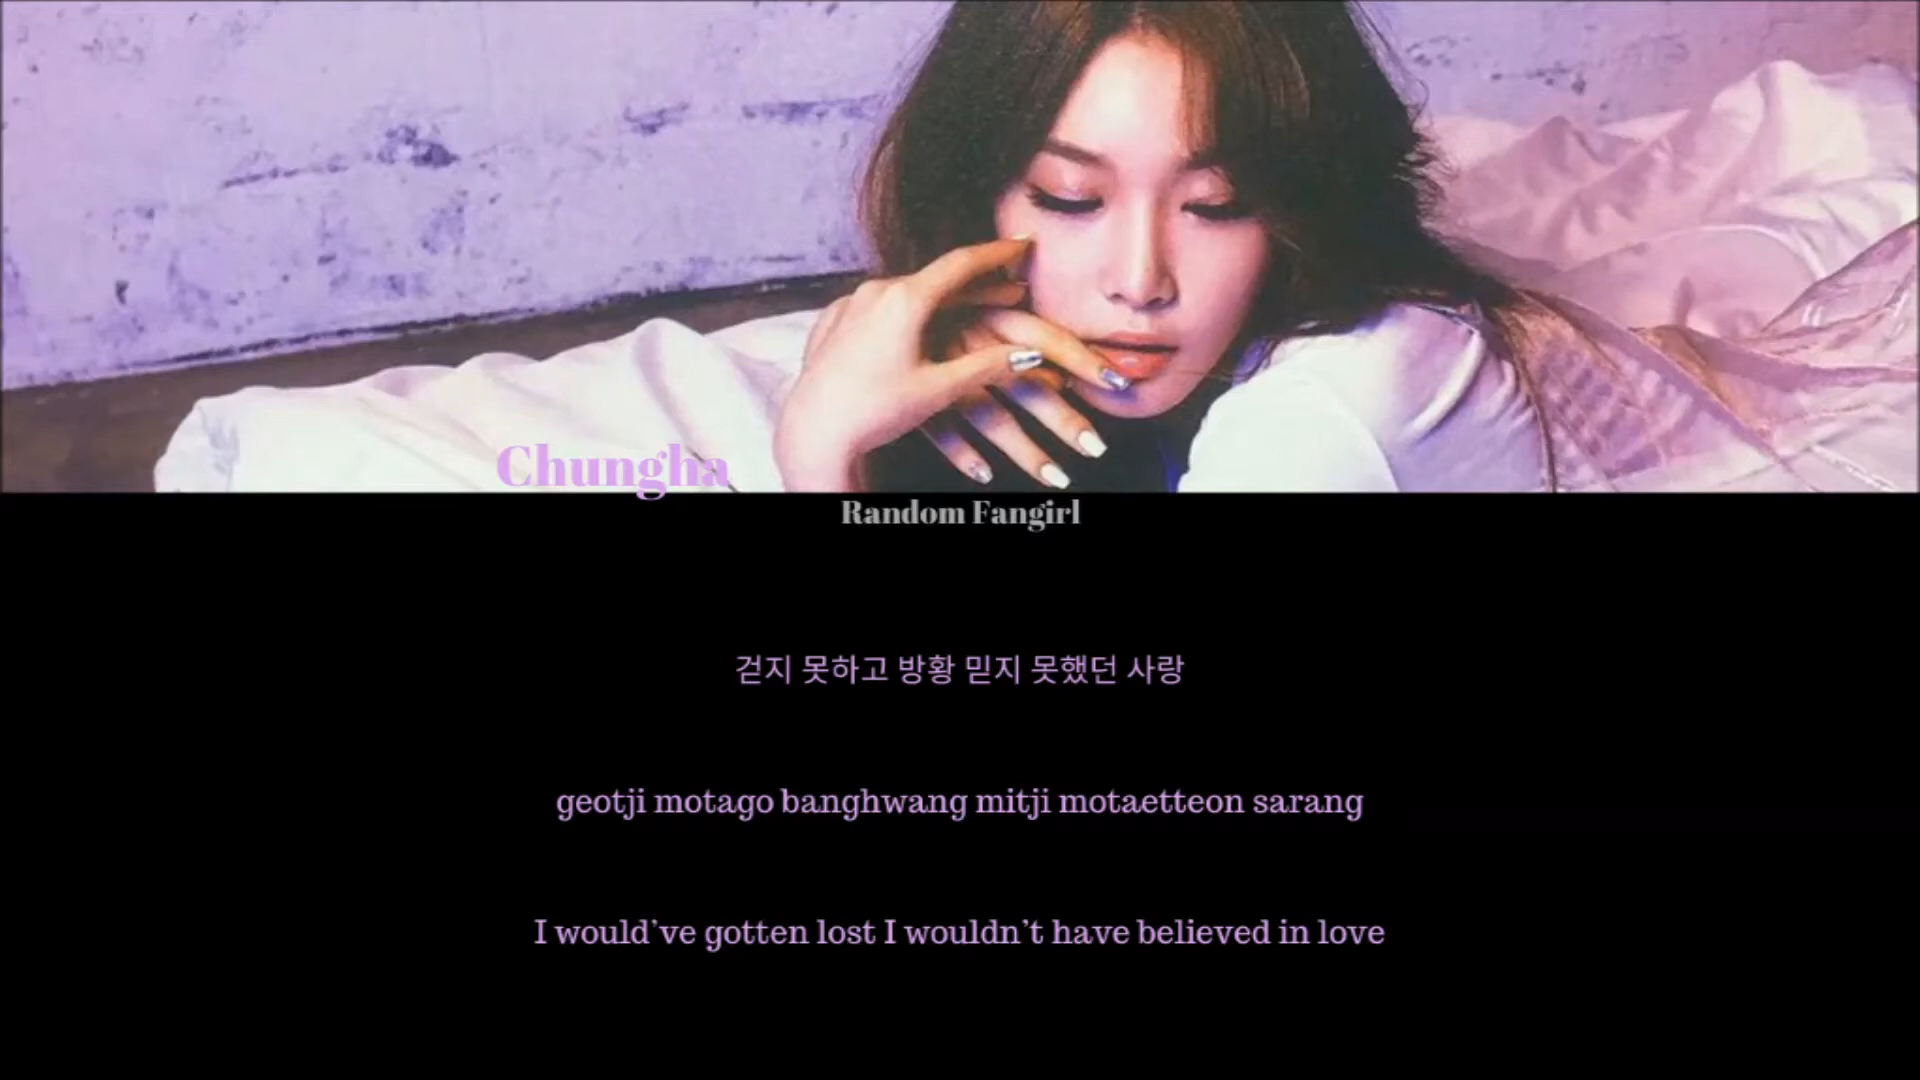 Chungha
Random Fangirl
걷지 못하고 방황 믿지 못했던 사랑
geotji motago banghwang mitji motaetteon sarang
I would've gotten lost I wouldn't have believed in love